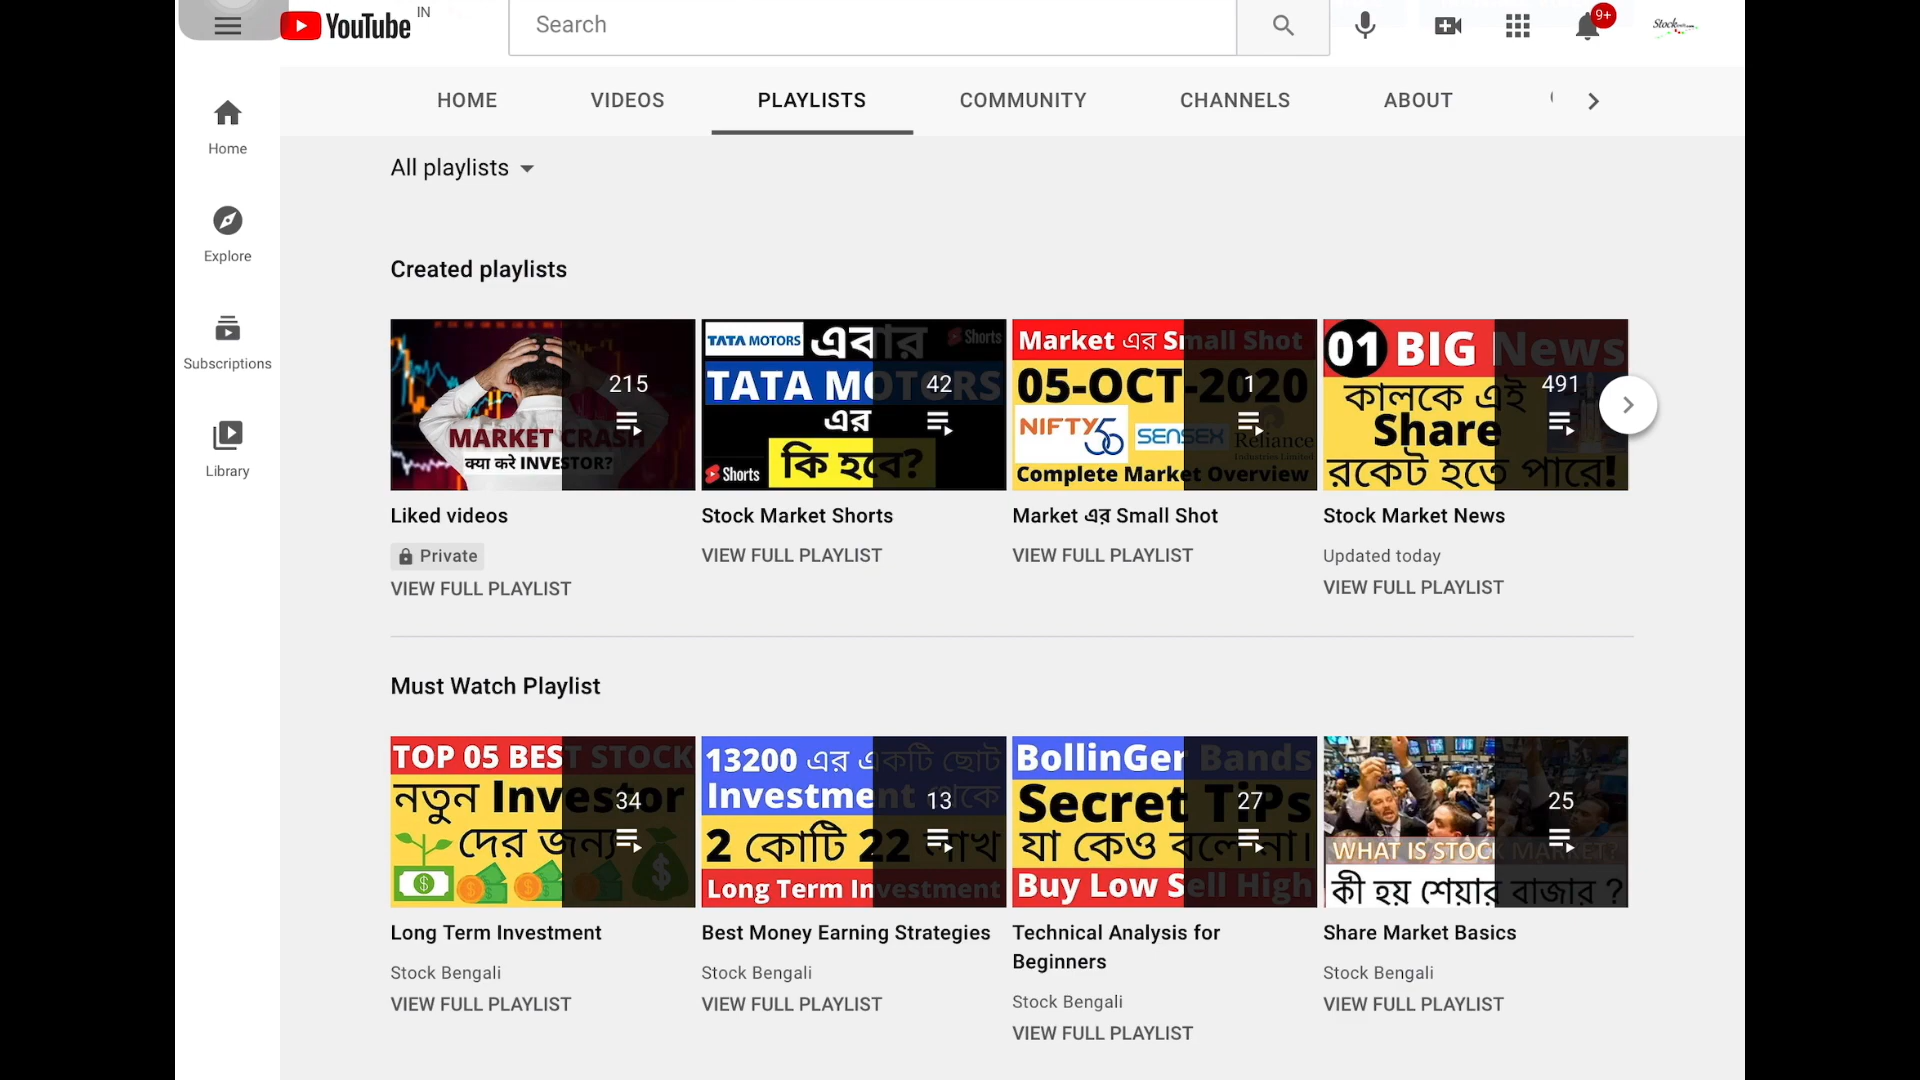 YouTube IN
Search
9+
HOME VIDEOS PLAYLISTS COMMUNITY CHANNELS ABOUT
Home
Explore
Subscriptions
Library
All playlists
Created playlists
MARKET CRASH
क्या करे INVESTOR?
215
Liked videos
Private
VIEW FULL PLAYLIST
TATA MOTORS এবার Shorts
TATA MOTORS
এর
Shorts কি হবে?
42
Stock Market Shorts
VIEW FULL PLAYLIST
Market এর Small Shot
05-OCT-2020
NIFTY50 SENSEX Reliance
Industries Limited
Complete Market Overview
1
Market এর Small Shot
VIEW FULL PLAYLIST
01 BIG News
কালকে এই
Share
রকেট হতে পারে!
491
Stock Market News
Updated today
VIEW FULL PLAYLIST
Must Watch Playlist
TOP 05 BEST STOCK
নতুন Investor
দের জন্য
34
Long Term Investment
Stock Bengali
VIEW FULL PLAYLIST
13200 এর একটি ছোট
Investment থেকে
2 কোটি 22 লাখ
Long Term Investment
13
Best Money Earning Strategies
Stock Bengali
VIEW FULL PLAYLIST
BollinGer Bands
Secret TiPs
যা কেও বলে না।
Buy Low Sell High
27
Technical Analysis for
Beginners
Stock Bengali
VIEW FULL PLAYLIST
WHAT IS STOCK MARKET?
কী হয় শেয়ার বাজার ?
25
Share Market Basics
Stock Bengali
VIEW FULL PLAYLIST